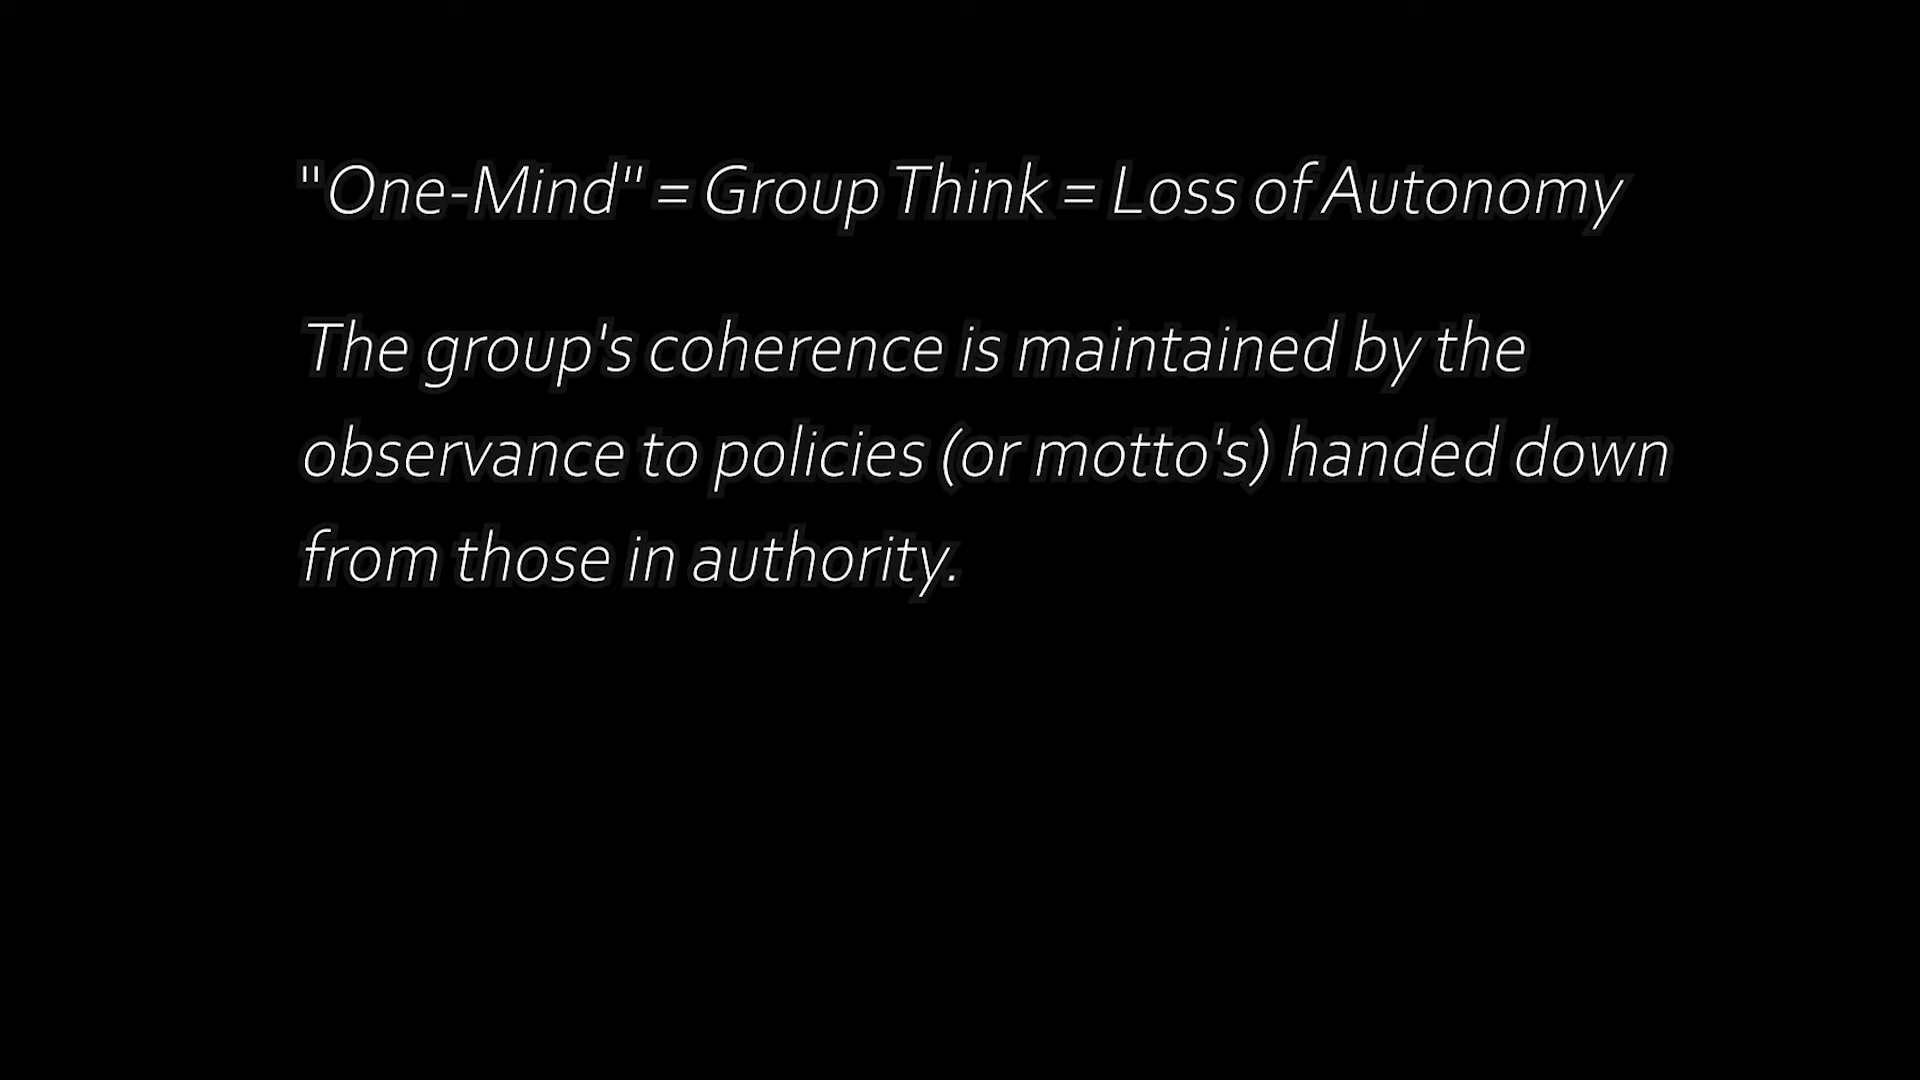 "One-Mind" = Group Think = Loss of Autonomy
The group's coherence is maintained by the
observance to policies (or motto's) handed down
from those in authority.